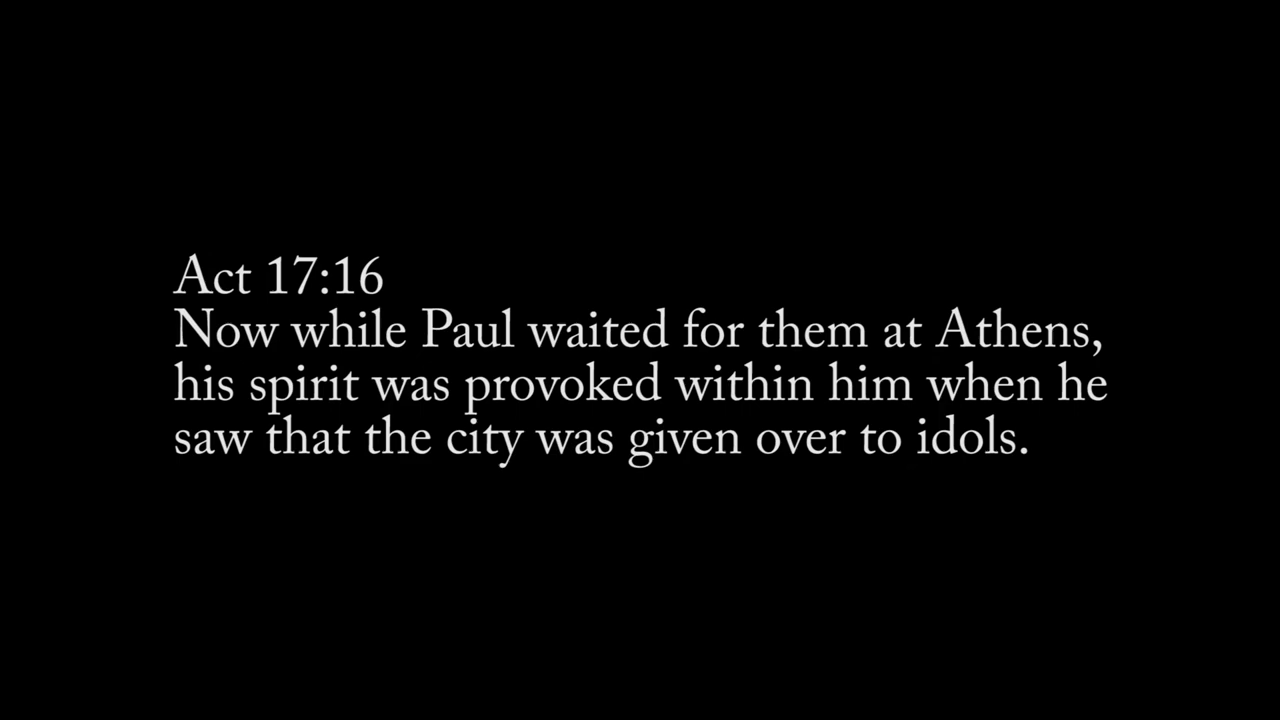 Act 17:16
Now while Paul waited for them at Athens,
his spirit was provoked within him when he
saw that the city was given over to idols.